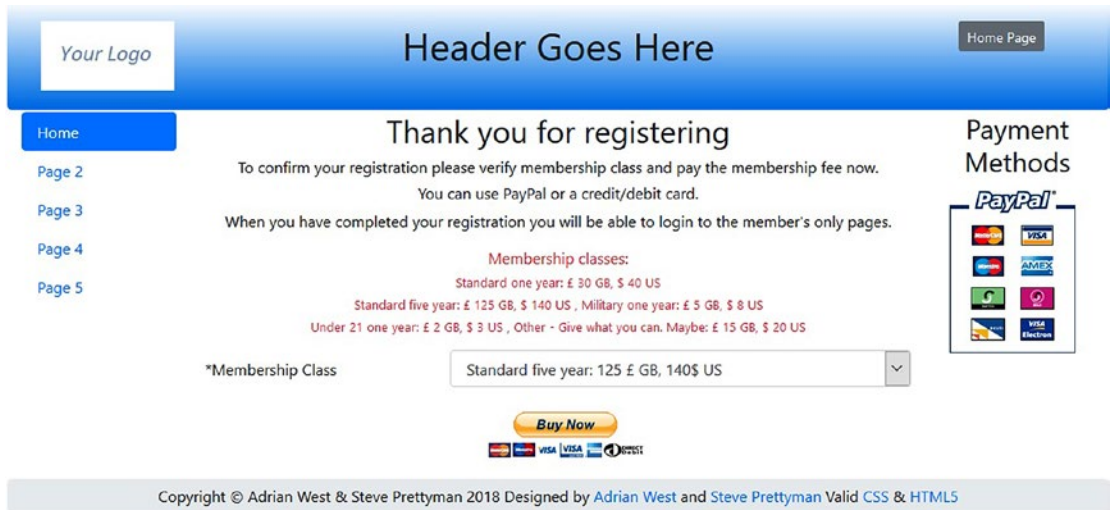 Your Logo
Header Goes Here
Home Page
Home
Page 2
Page 3
Page 4
Page 5
Thank you for registering
To confirm your registration please verify membership class and pay the membership fee now.
You can use PayPal or a credit/debit card.
When you have completed your registration you will be able to login to the member's only pages.
Membership classes:
Standard one year: £ 30 GB, $ 40 US
Standard five year: £ 125 GB, $ 140 US , Military one year: £ 5 GB, $ 8 US
Under 21 one year: £ 2 GB, $ 3 US , Other - Give what you can. Maybe: £ 15 GB, $ 20 US
*Membership Class
Standard five year: 125 £ GB, 140$ US
Buy Now
VISA VISA
DIRECT Debit
Payment
Methods
PayPal
VISA
AMEX
VISA
Electron
Copyright © Adrian West & Steve Prettyman 2018 Designed by Adrian West and Steve Prettyman Valid CSS & HTML5